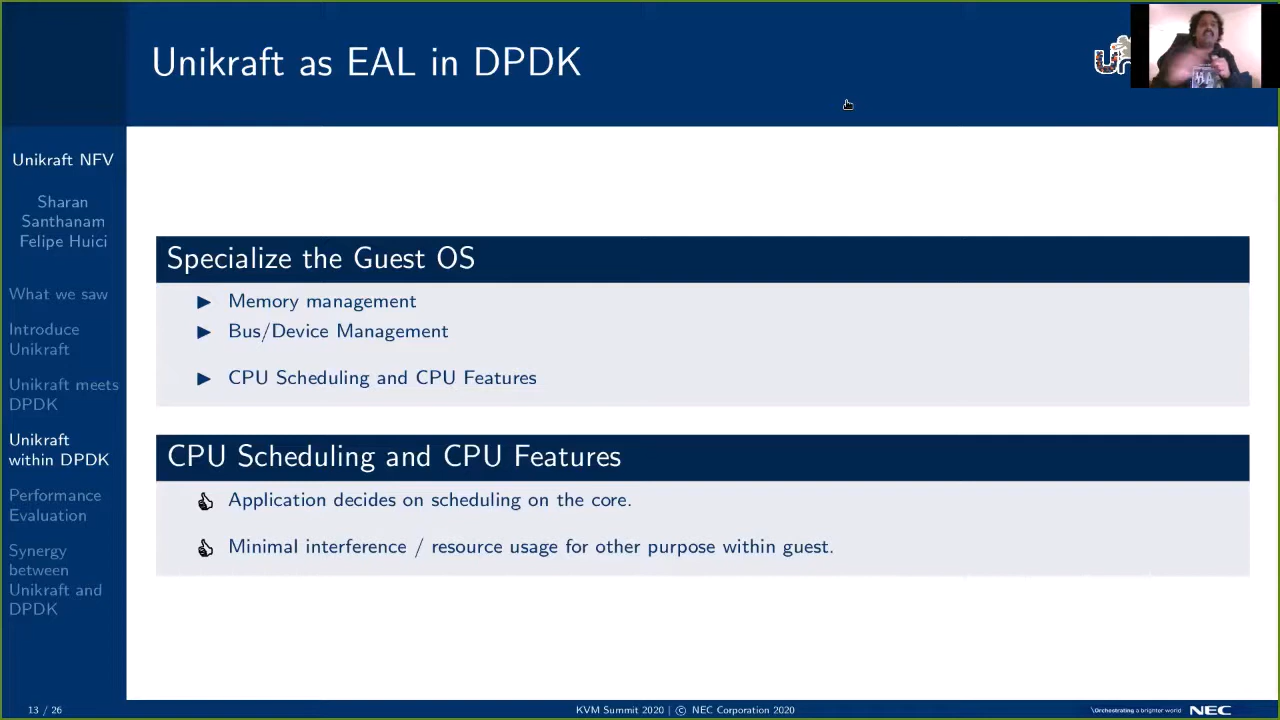 Unikraft as EAL in DPDK
Unikraft NFV
Sharan
Santhanam
Felipe Huici
What we saw
Introduce
Unikraft
Unikraft meets
DPDK
Unikraft
within DPDK
Performance
Evaluation
Synergy
between
Unikraft and
DPDK
Specialize the Guest OS
▶ Memory management
▶ Bus/Device Management
▶ CPU Scheduling and CPU Features
CPU Scheduling and CPU Features
Application decides on scheduling on the core.
Minimal interference / resource usage for other purpose within guest.
13 / 26
KVM Summit 2020 | © NEC Corporation 2020
\Orchestrating a brighter world
NEC